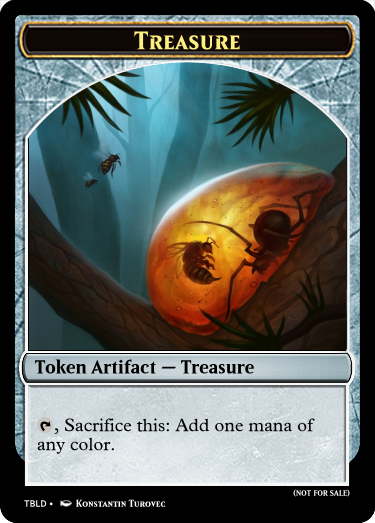 TREASURE
Token Artifact — Treasure
, Sacrifice this: Add one mana of
any color.
(NOT FOR SALE)
TBLD • KONSTANTIN TUROVEC